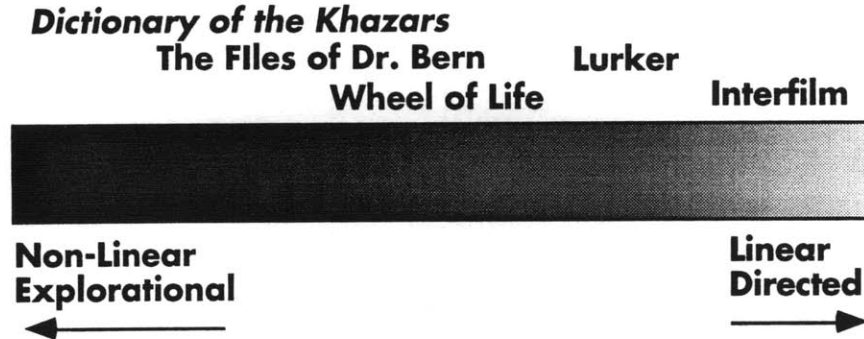 Dictionary of the Khazars
The FIles of Dr. Bern
Lurker
Wheel of Life
Interfilm
Non-Linear
Explorational
Linear
Directed